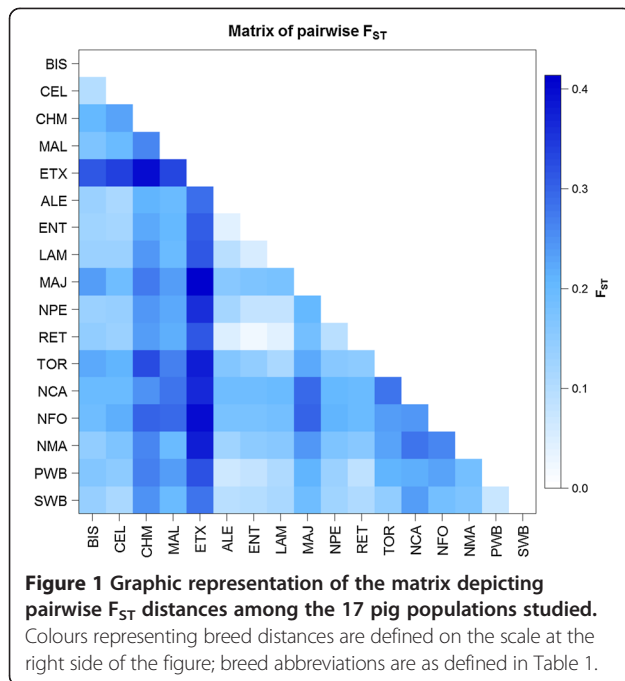 Matrix of pairwise FST
BIS
CEL
CHM
MAL
ETX
ALE
ENT
LAM
MAJ
NPE
RET
TOR
NCA
NFO
NMA
PWB
SWB
BIS CEL CHM MAL ETX ALE ENT LAM MAJ NPE RET TOR NCA NFO NMA PWB SWB
0.4
0.3
0.2
0.1
0.0
FST
Figure 1 Graphic representation of the matrix depicting
pairwise FST distances among the 17 pig populations studied.
Colours representing breed distances are defined on the scale at the
right side of the figure; breed abbreviations are as defined in Table 1.